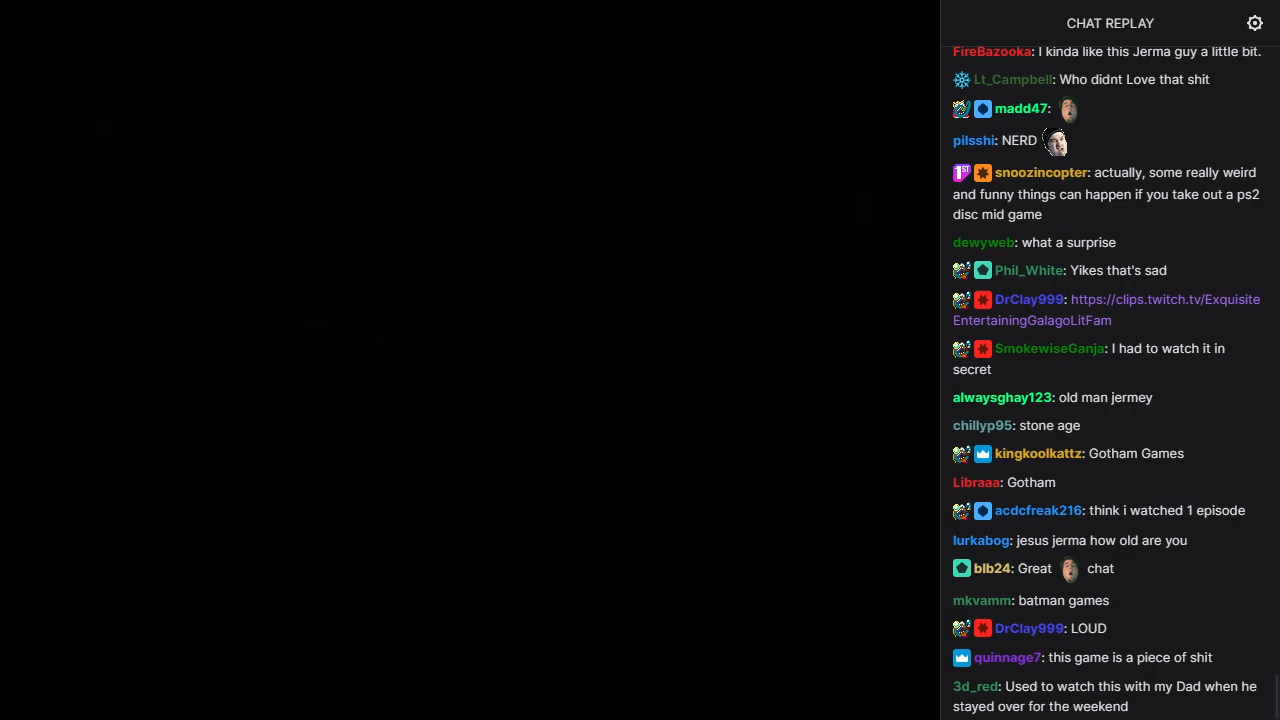 CHAT REPLAY
FireBazooka: I kinda like this Jerma guy a little bit.
Lt_Campbell: Who didnt Love that shit
madd47:
pilsshi: NERD
1ST snoozincopter: actually, some really weird
and funny things can happen if you take out a ps2
disc mid game
dewyweb: what a surprise
Phil_White: Yikes that's sad
DrClay999: https://clips.twitch.tv/Exquisite
EntertainingGalagoLitFam
SmokewiseGanja: I had to watch it in
secret
alwaysghay123: old man jermey
chillyp95: stone age
kingkoolkattz: Gotham Games
Libraaa: Gotham
acdcfreak216: think i watched 1 episode
lurkabog: jesus jerma how old are you
blb24: Great chat
mkvamm: batman games
DrClay999: LOUD
quinnage7: this game is a piece of shit
3d_red: Used to watch this with my Dad when he
stayed over for the weekend